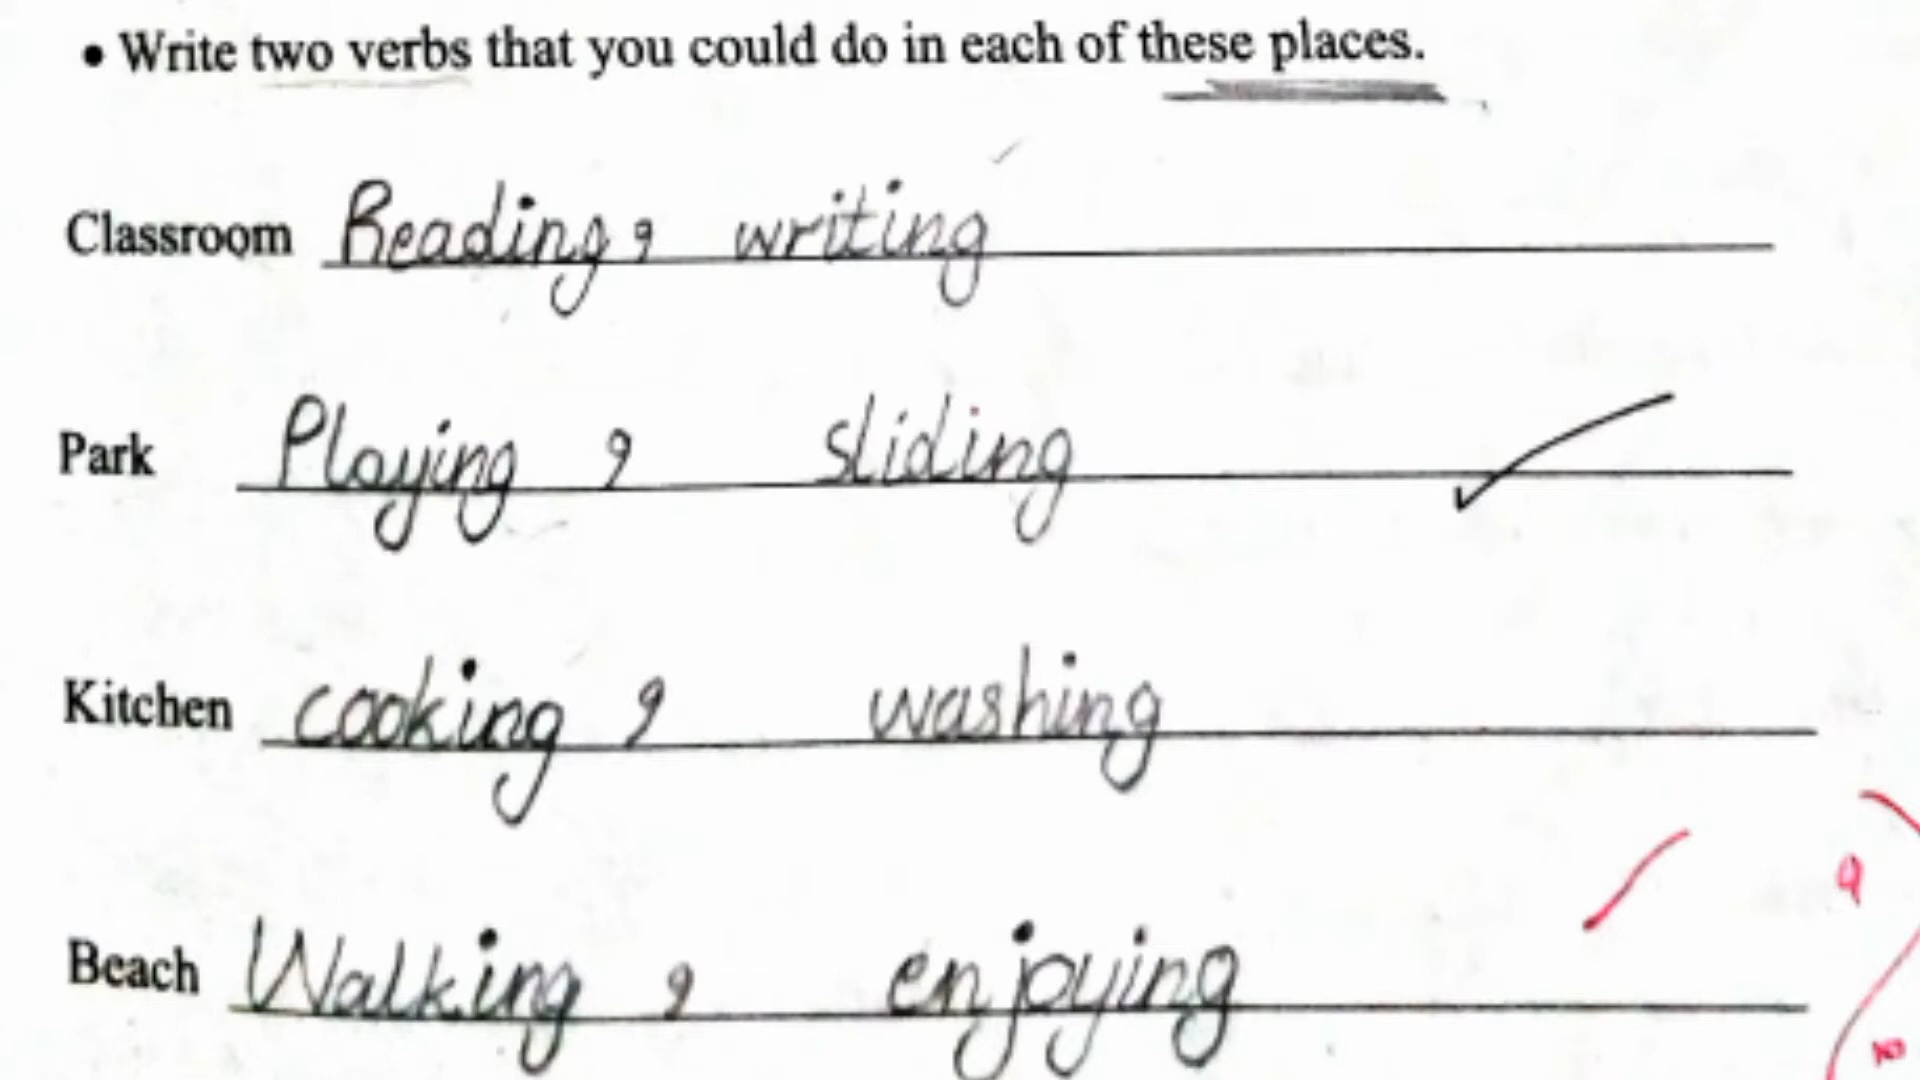 • Write two verbs that you could do in each of these places.
Classroom Reading, writing
Park Playing, sliding
Kitchen cooking, washing
Beach Walking, enjoying